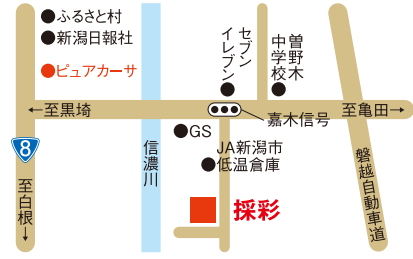 ●ふるさと村
●新潟日報社
●ピュアカーサ
セブン
イレブン
曽野木
中学校
←至黒埼
至亀田→
嘉木信号
●GS
JA新潟市
●低温倉庫
8
信濃川
至白根→
採彩
磐越自動車道